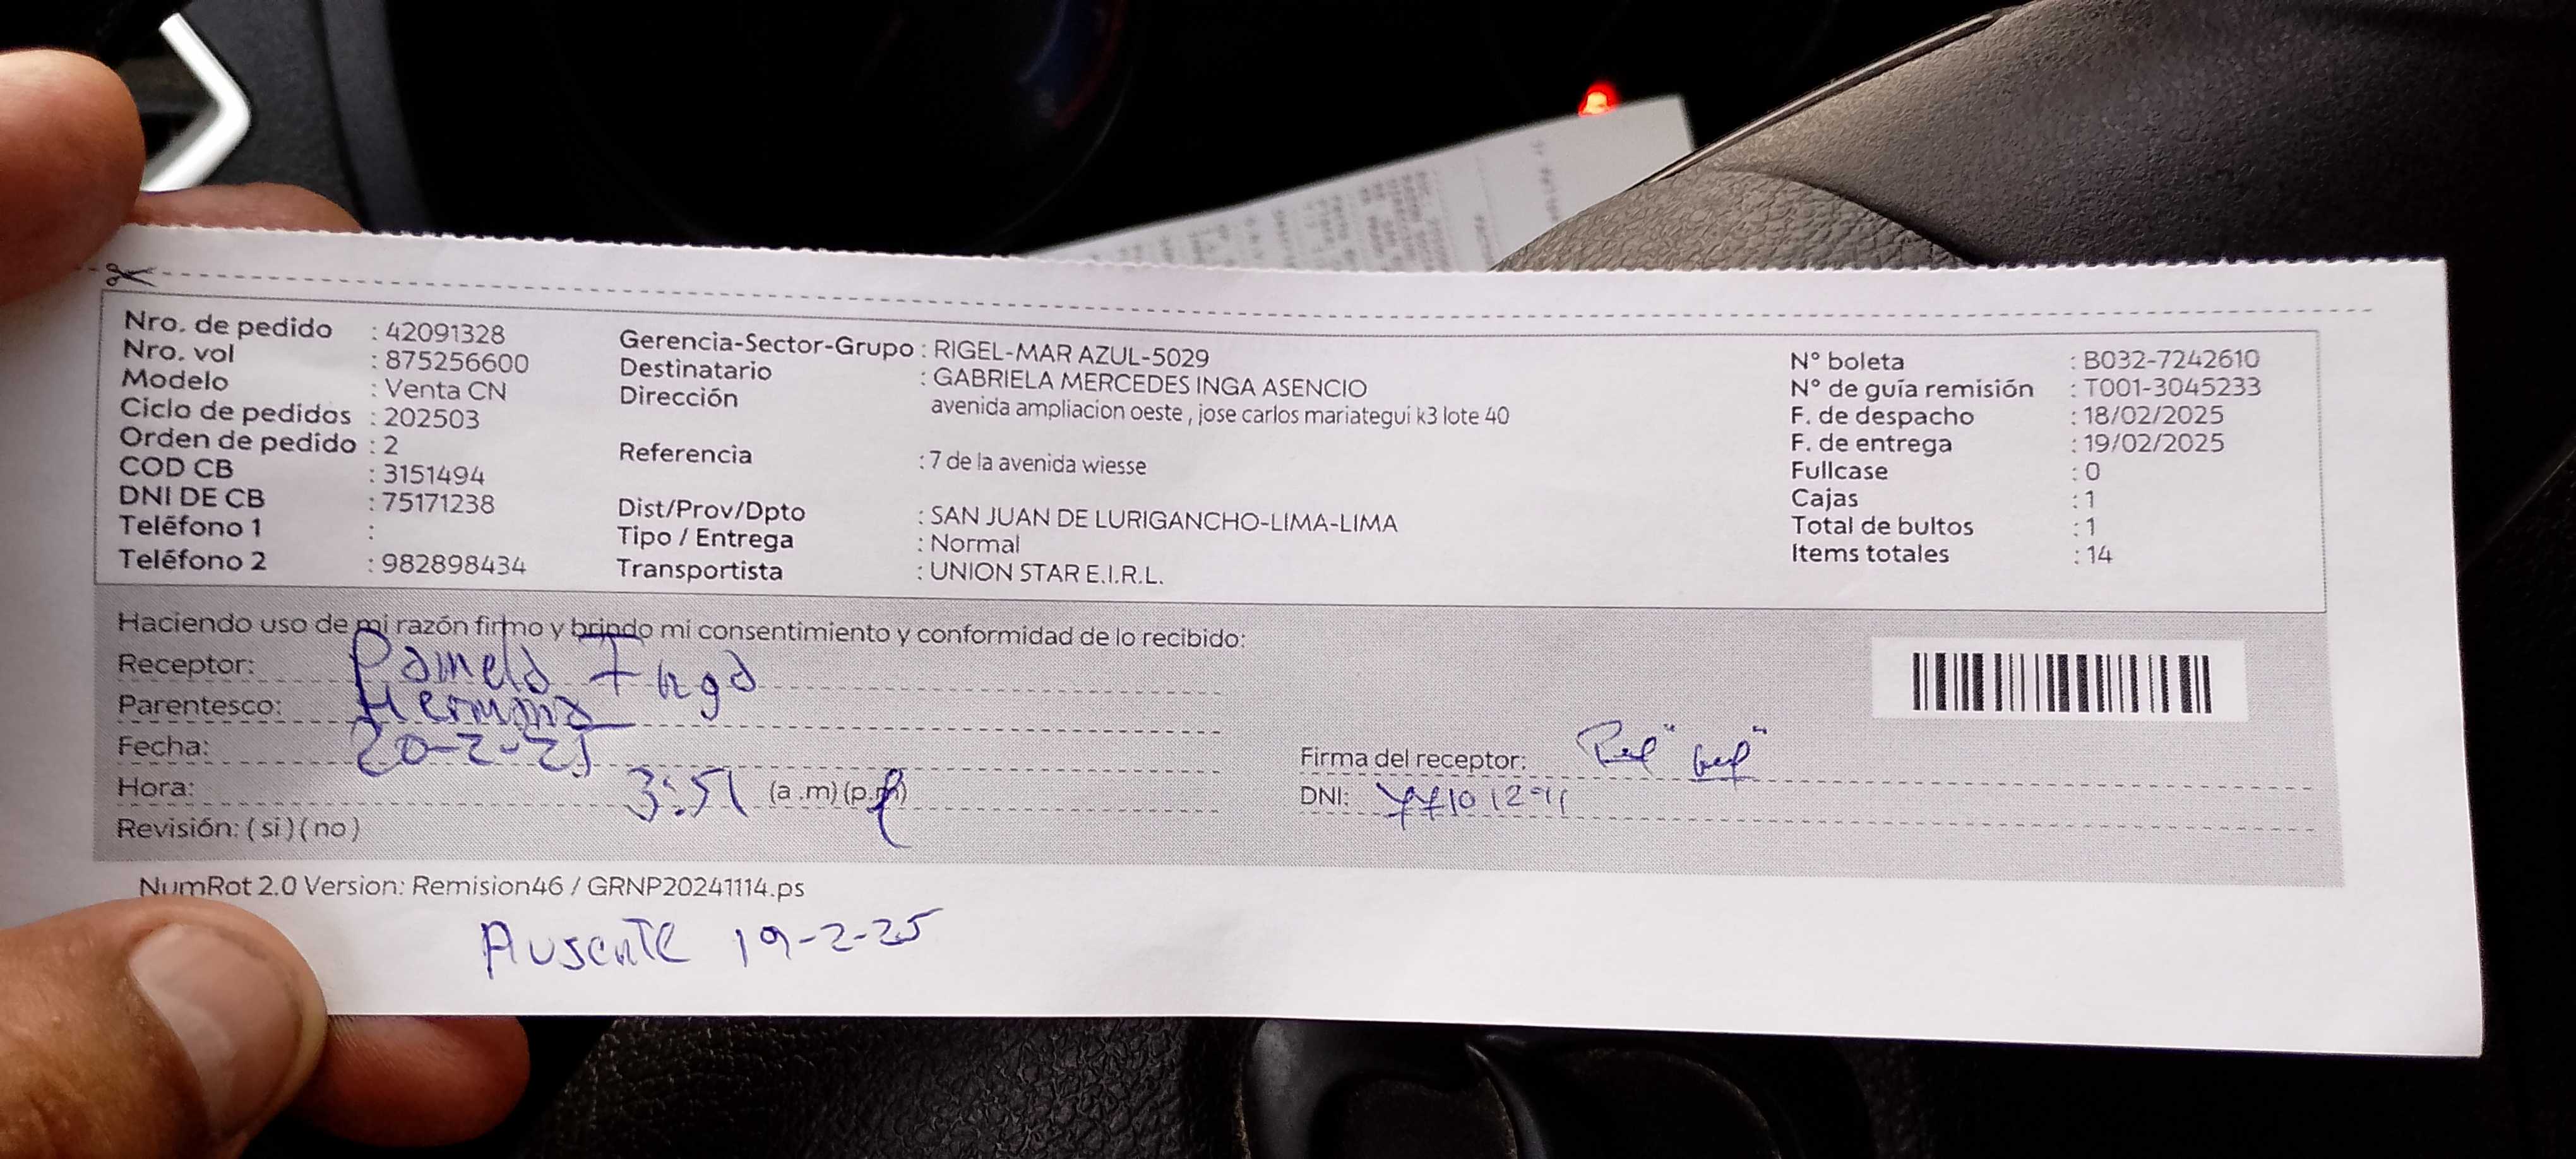 Nro. de pedido : 42091328
Nro. vol : 875256600
Modelo : Venta CN
Ciclo de pedidos : 202503
Orden de pedido : 2
COD CB : 3151494
DNI DE CB : 75171238
Teléfono 1 :
Teléfono 2 : 982898434
Gerencia-Sector-Grupo : RIGEL-MAR AZUL-5029
Destinatario : GABRIELA MERCEDES INGA ASENCIO
Dirección avenida ampliacion oeste , jose carlos mariategui k3 lote 40
Referencia : 7 de la avenida wiesse
Dist/Prov/Dpto : SAN JUAN DE LURIGANCHO-LIMA-LIMA
Tipo / Entrega : Normal
Transportista : UNION STAR E.I.R.L.
N° boleta : B032-7242610
N° de guía remisión : T001-3045233
F. de despacho : 18/02/2025
F. de entrega : 19/02/2025
Fullcase : 0
Cajas : 1
Total de bultos : 1
Items totales : 14
Haciendo uso de mi razón firmo y brindo mi consentimiento y conformidad de lo recibido:
Receptor: Pamela Inga
Parentesco: Hermana
Fecha: 20-2-25
Hora: 3:51 (a.m) (p.m)
Revisión: ( si ) ( no )
Firma del receptor:
DNI:
NumRot 2.0 Version: Remision46 / GRNP20241114.ps
Ausente 19-2-25